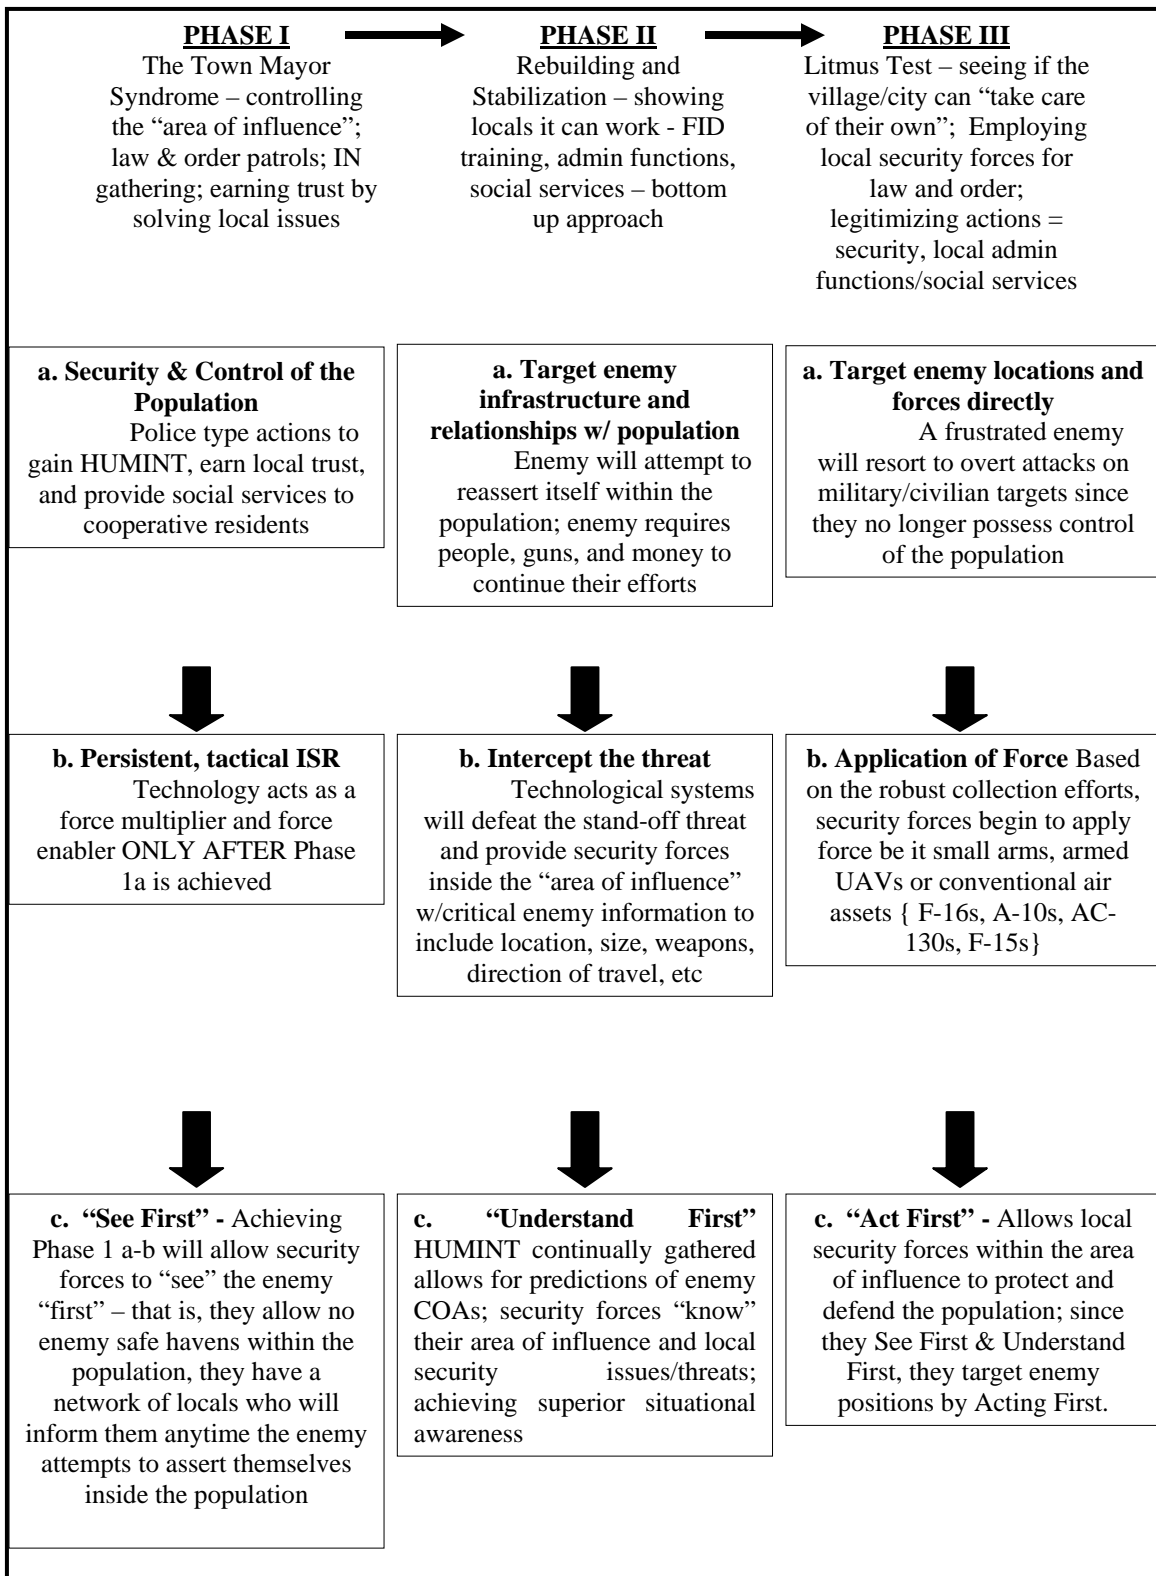 PHASE I
The Town Mayor
Syndrome – controlling
the “area of influence”;
law & order patrols; IN
gathering; earning trust by
solving local issues
PHASE II
Rebuilding and
Stabilization – showing
locals it can work - FID
training, admin functions,
social services – bottom
up approach
PHASE III
Litmus Test – seeing if the
village/city can “take care
of their own”;  Employing
local security forces for
law and order;
legitimizing actions =
security, local admin
functions/social services
a. Security & Control of the
Population
Police type actions to
gain HUMINT, earn local trust,
and provide social services to
cooperative residents
a. Target enemy
infrastructure and
relationships w/ population
Enemy will attempt to
reassert itself within the
population; enemy requires
people, guns, and money to
continue their efforts
a. Target enemy locations and
forces directly
A frustrated enemy
will resort to overt attacks on
military/civilian targets since
they no longer possess control
of the population
b. Persistent, tactical ISR
Technology acts as a
force multiplier and force
enabler ONLY AFTER Phase
1a is achieved
b. Intercept the threat
Technological systems
will defeat the stand-off threat
and provide security forces
inside the “area of influence”
w/critical enemy information to
include location, size, weapons,
direction of travel, etc
b. Application of Force Based
on the robust collection efforts,
security forces begin to apply
force be it small arms, armed
UAVs or conventional air
assets { F-16s, A-10s, AC-
130s, F-15s}
c.  “See First” - Achieving
Phase 1 a-b will allow security
forces to “see” the enemy
“first” – that is, they allow no
enemy safe havens within the
population, they have a
network of locals who will
inform them anytime the enemy
attempts to assert themselves
inside the population
c. “Understand First”
HUMINT continually gathered
allows for predictions of enemy
COAs; security forces “know”
their area of influence and local
security issues/threats;
achieving superior situational
awareness
c.  “Act First” - Allows local
security forces within the area
of influence to protect and
defend the population; since
they See First & Understand
First, they target enemy
positions by Acting First.